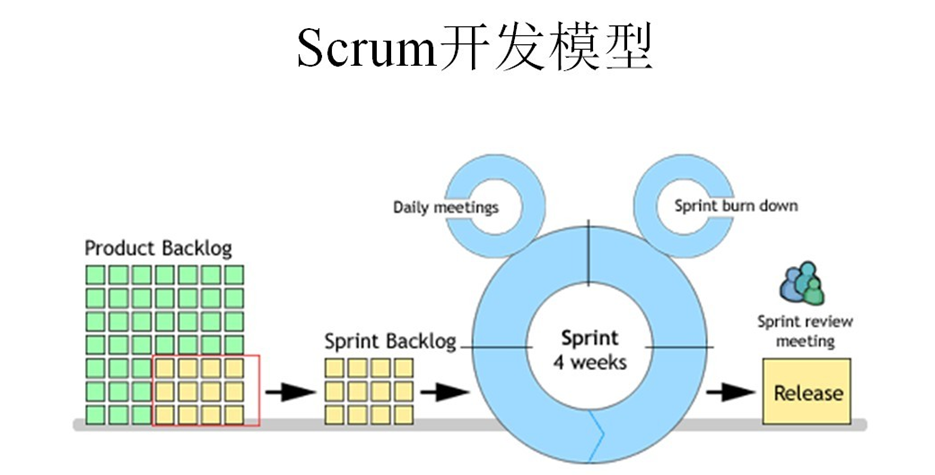 Scrum开发模型
Daily meetings
Sprint burn down
Product Backlog
Sprint Backlog
Sprint
4 weeks
Sprint review
meeting
Release